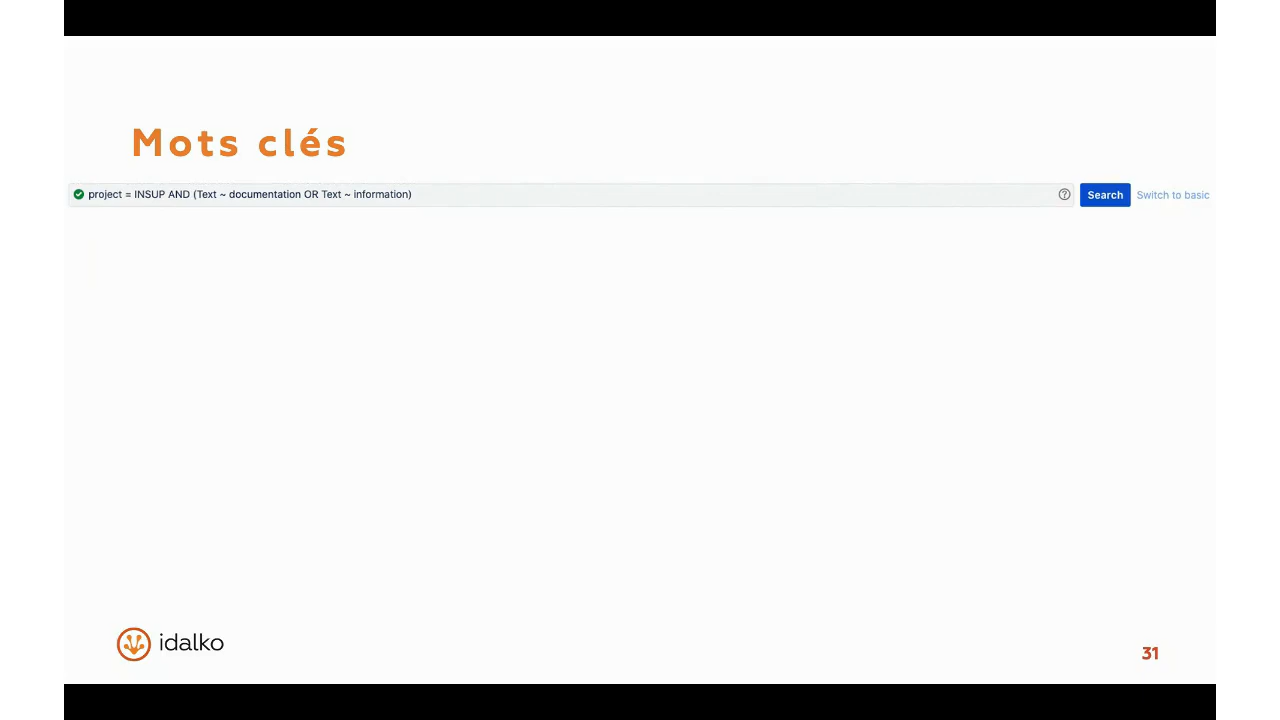 Mots clés
project = INSUP AND (Text ~ documentation OR Text ~ information)
Search
Switch to basic
idalko
31